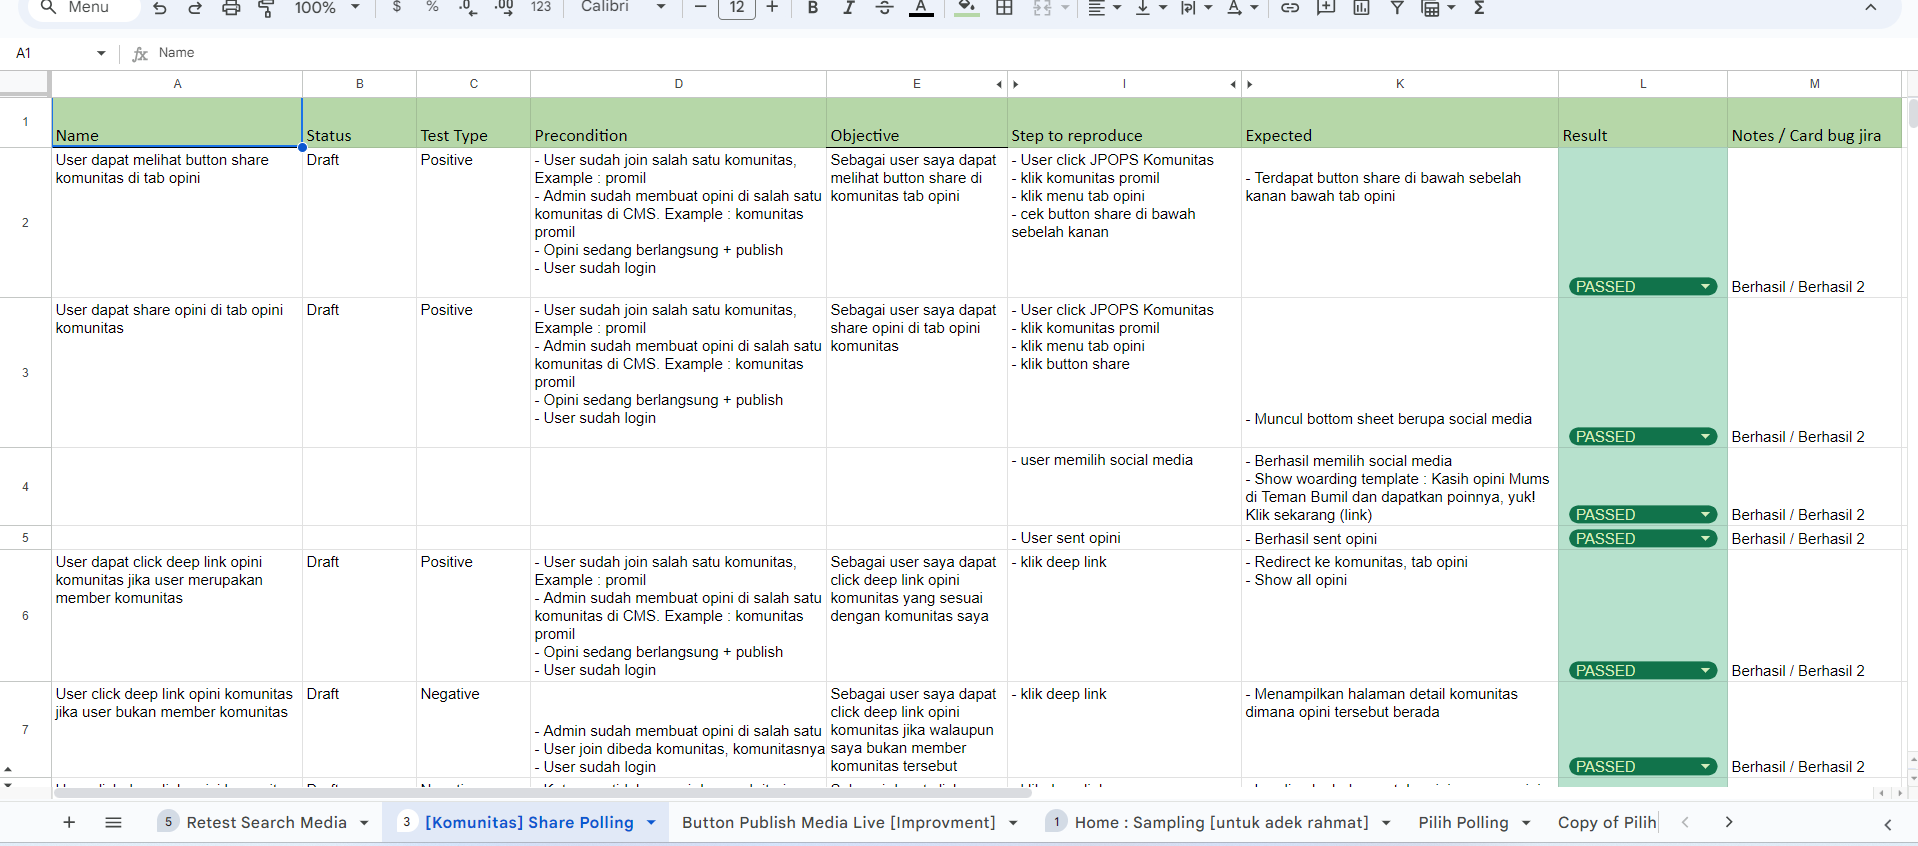 Menu
100%
$ % .0 .00 123
Calibri
12
B I A A
A1
Name
A B C D E I K L M
1 Name Status Test Type Precondition Objective Step to reproduce Expected Result Notes / Card bug jira
2
User dapat melihat button share
komunitas di tab opini
Draft
Positive
- User sudah join salah satu komunitas,
Example : promil
- Admin sudah membuat opini di salah satu
komunitas di CMS. Example : komunitas
promil
- Opini sedang berlangsung + publish
- User sudah login
Sebagai user saya dapat
melihat button share di
komunitas tab opini
- User click JPOPS Komunitas
- klik komunitas promil
- klik menu tab opini
- cek button share di bawah
sebelah kanan
- Terdapat button share di bawah sebelah
kanan bawah tab opini
PASSED
Berhasil / Berhasil 2
3
User dapat share opini di tab opini
komunitas
Draft
Positive
- User sudah join salah satu komunitas,
Example : promil
- Admin sudah membuat opini di salah satu
komunitas di CMS. Example : komunitas
promil
- Opini sedang berlangsung + publish
- User sudah login
Sebagai user saya dapat
share opini di tab opini
komunitas
- User click JPOPS Komunitas
- klik komunitas promil
- klik menu tab opini
- klik button share
- Muncul bottom sheet berupa social media
PASSED
Berhasil / Berhasil 2
4
- user memilih social media
- Berhasil memilih social media
- Show woarding template : Kasih opini Mums
di Teman Bumil dan dapatkan poinnya, yuk!
Klik sekarang (link)
PASSED
Berhasil / Berhasil 2
5
- User sent opini
- Berhasil sent opini
PASSED
Berhasil / Berhasil 2
6
User dapat click deep link opini
komunitas jika user merupakan
member komunitas
Draft
Positive
- User sudah join salah satu komunitas,
Example : promil
- Admin sudah membuat opini di salah satu
komunitas di CMS. Example : komunitas
promil
- Opini sedang berlangsung + publish
- User sudah login
Sebagai user saya dapat
click deep link opini
komunitas yang sesuai
dengan komunitas saya
- klik deep link
- Redirect ke komunitas, tab opini
- Show all opini
PASSED
Berhasil / Berhasil 2
7
User click deep link opini komunitas
jika user bukan member komunitas
Draft
Negative
- Admin sudah membuat opini di salah satu
- User join dibeda komunitas, komunitasnya
- User sudah login
Sebagai user saya dapat
click deep link opini
komunitas jika walaupun
saya bukan member
komunitas tersebut
- klik deep link
- Menampilkan halaman detail komunitas
dimana opini tersebut berada
PASSED
Berhasil / Berhasil 2
5 Retest Search Media
3 [Komunitas] Share Polling
Button Publish Media Live [Improvment]
1 Home : Sampling [untuk adek rahmat]
Pilih Polling
Copy of Pilih